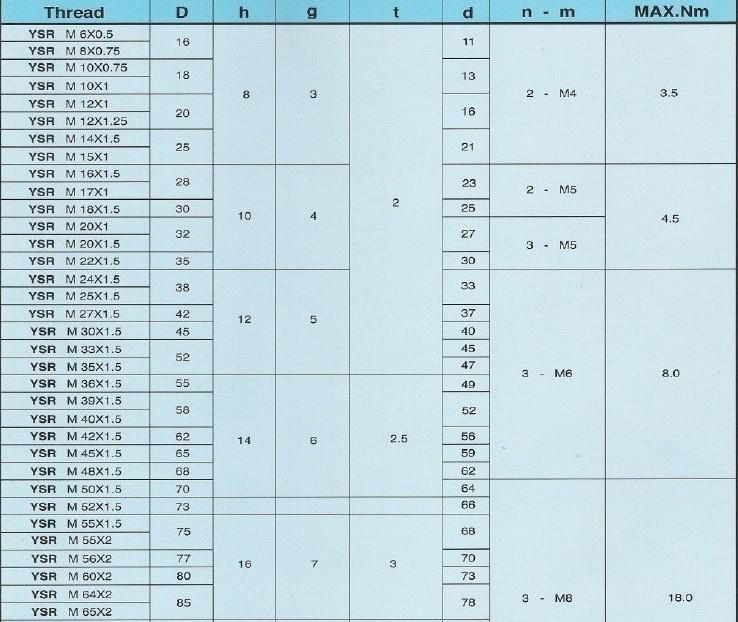 Thread D h g t d n - m MAX.Nm
YSR M 6X0.5 16 8 3 2 11 2 - M4 3.5
YSR M 8X0.75
YSR M 10X0.75 18 13
YSR M 10X1
YSR M 12X1 20 16
YSR M 12X1.25
YSR M 14X1.5 25 21
YSR M 15X1
YSR M 16X1.5 28 10 4 23 2 - M5 4.5
YSR M 17X1
YSR M 18X1.5 30 25
YSR M 20X1 32 27 3 - M5
YSR M 20X1.5
YSR M 22X1.5 35 30
YSR M 24X1.5 38 12 5 33 3 - M6 8.0
YSR M 25X1.5
YSR M 27X1.5 42 37
YSR M 30X1.5 45 40
YSR M 33X1.5 52 45
YSR M 35X1.5 47
YSR M 36X1.5 55 14 6 2.5 49
YSR M 39X1.5 58 52
YSR M 40X1.5
YSR M 42X1.5 62 56
YSR M 45X1.5 65 59
YSR M 48X1.5 68 62
YSR M 50X1.5 70 64 3 - M8 18.0
YSR M 52X1.5 73 66
YSR M 55X1.5 75 16 7 3 68
YSR M 55X2
YSR M 56X2 77 70
YSR M 60X2 80 73
YSR M 64X2 85 78
YSR M 65X2